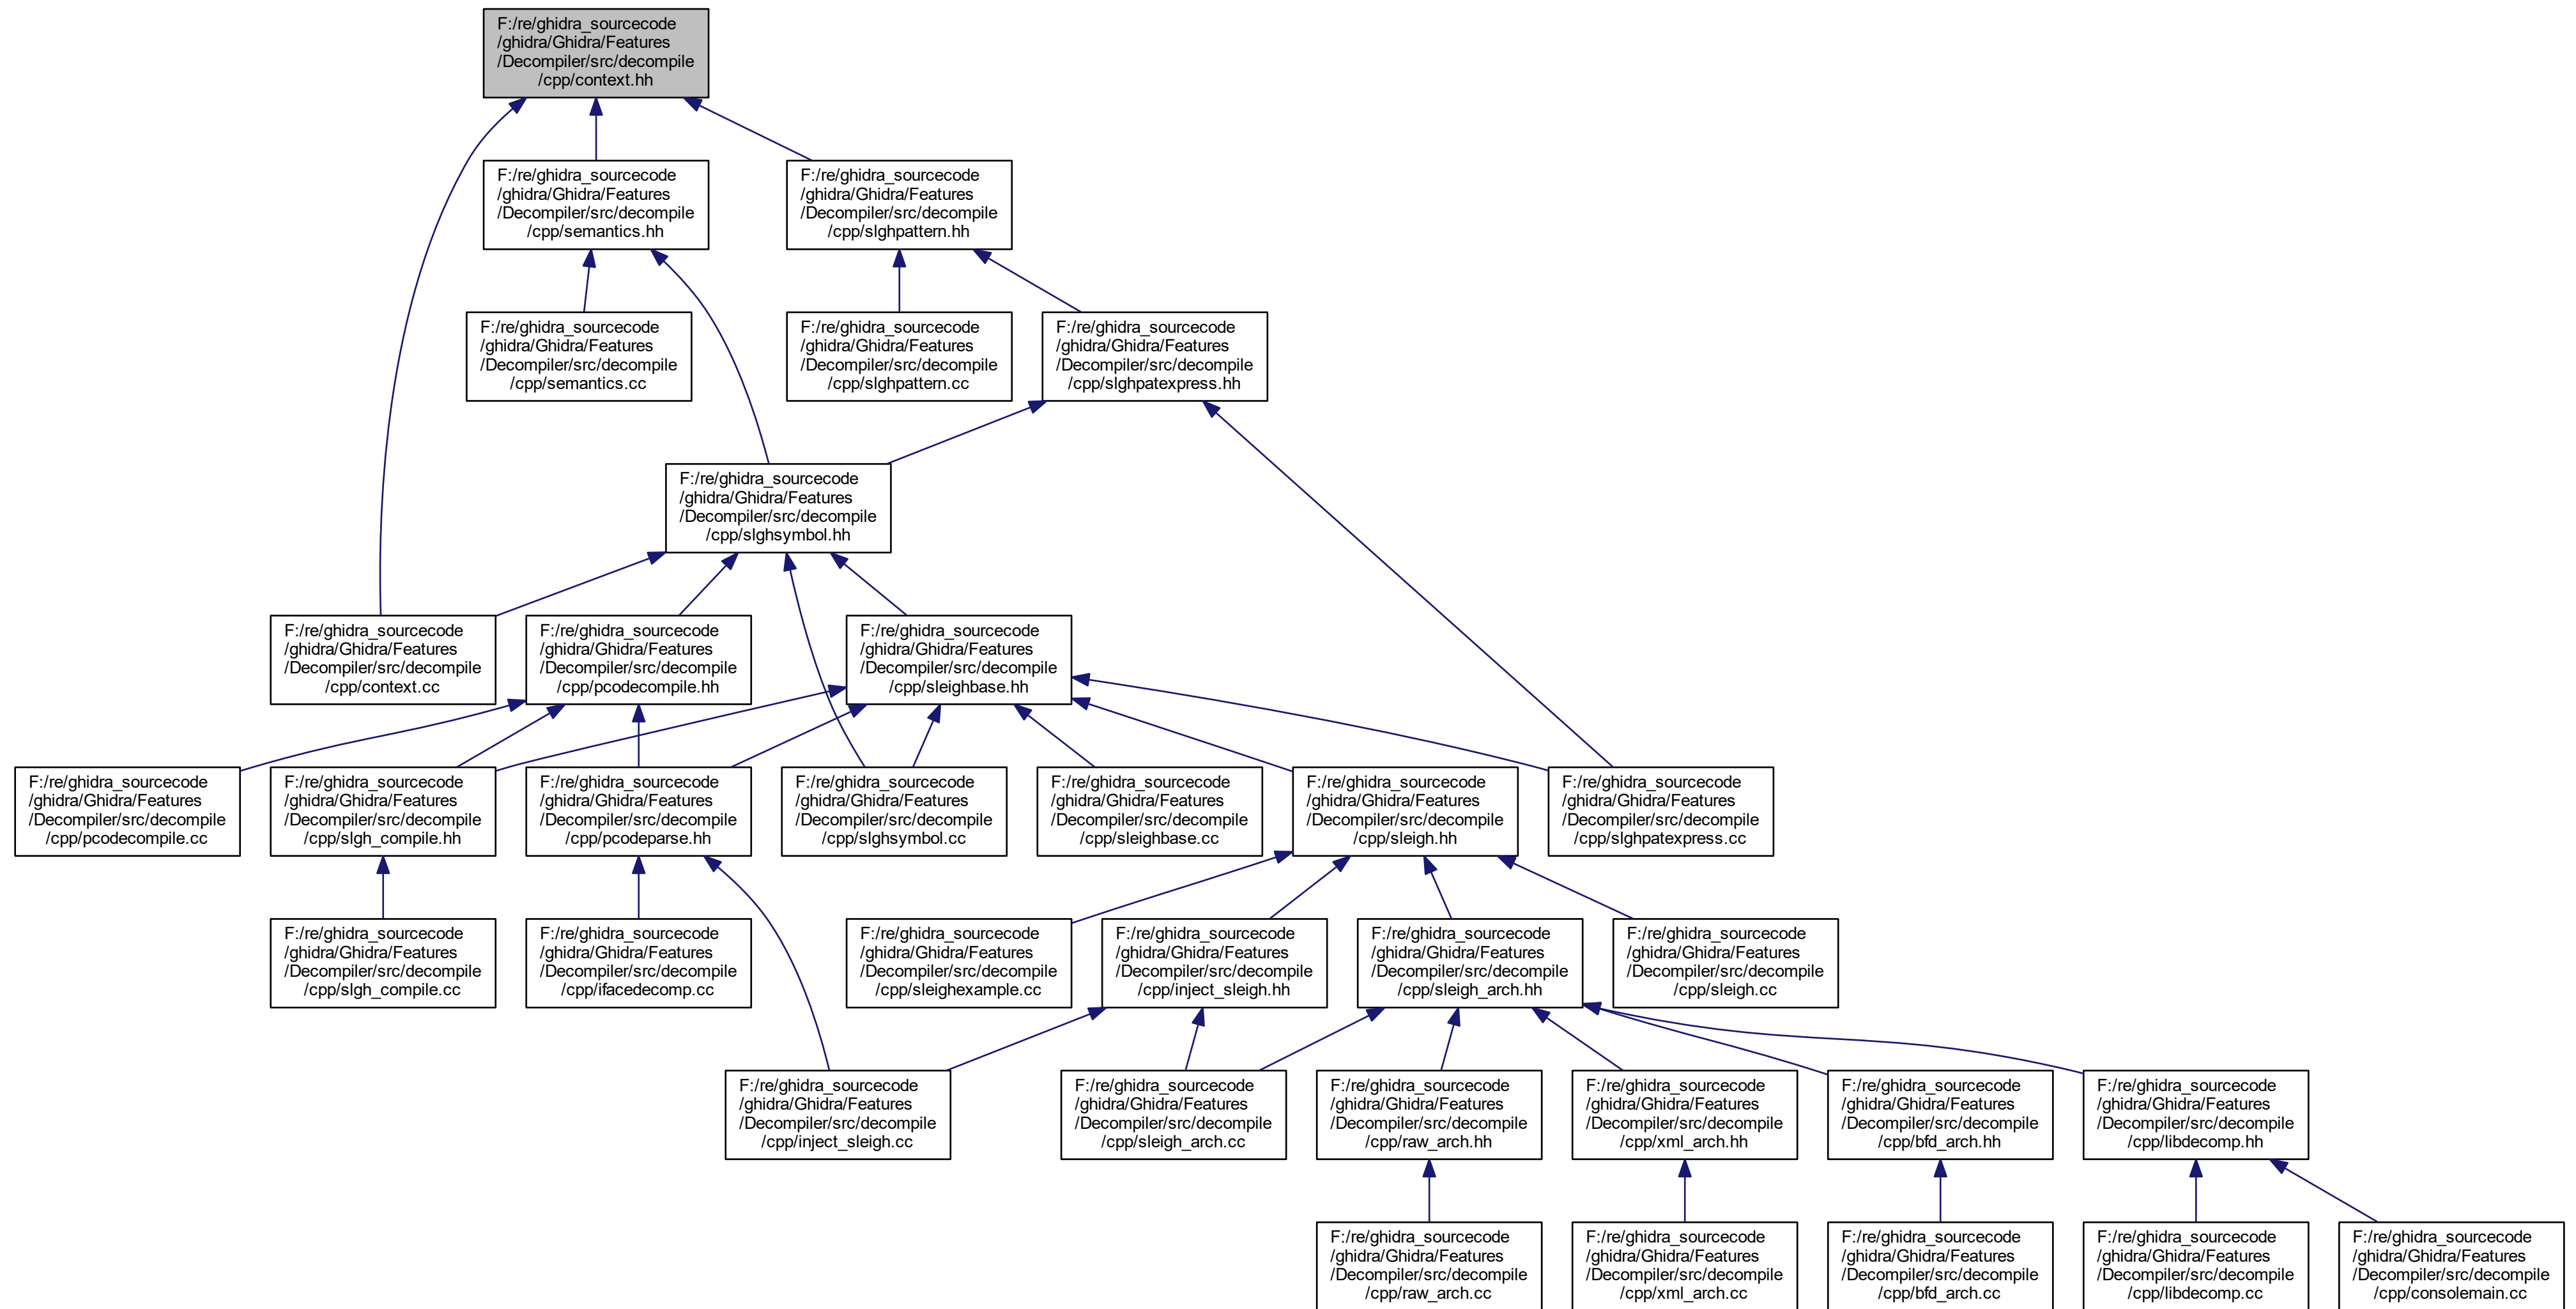 F:/re/ghidra_sourcecode
/ghidra/Ghidra/Features
/Decompiler/src/decompile
/cpp/context.hh
F:/re/ghidra_sourcecode
/ghidra/Ghidra/Features
/Decompiler/src/decompile
/cpp/semantics.hh
F:/re/ghidra_sourcecode
/ghidra/Ghidra/Features
/Decompiler/src/decompile
/cpp/slghpattern.hh
F:/re/ghidra_sourcecode
/ghidra/Ghidra/Features
/Decompiler/src/decompile
/cpp/semantics.cc
F:/re/ghidra_sourcecode
/ghidra/Ghidra/Features
/Decompiler/src/decompile
/cpp/slghpattern.cc
F:/re/ghidra_sourcecode
/ghidra/Ghidra/Features
/Decompiler/src/decompile
/cpp/slghpatexpress.hh
F:/re/ghidra_sourcecode
/ghidra/Ghidra/Features
/Decompiler/src/decompile
/cpp/slghsymbol.hh
F:/re/ghidra_sourcecode
/ghidra/Ghidra/Features
/Decompiler/src/decompile
/cpp/context.cc
F:/re/ghidra_sourcecode
/ghidra/Ghidra/Features
/Decompiler/src/decompile
/cpp/pcodecompile.hh
F:/re/ghidra_sourcecode
/ghidra/Ghidra/Features
/Decompiler/src/decompile
/cpp/sleighbase.hh
F:/re/ghidra_sourcecode
/ghidra/Ghidra/Features
/Decompiler/src/decompile
/cpp/pcodecompile.cc
F:/re/ghidra_sourcecode
/ghidra/Ghidra/Features
/Decompiler/src/decompile
/cpp/slgh_compile.hh
F:/re/ghidra_sourcecode
/ghidra/Ghidra/Features
/Decompiler/src/decompile
/cpp/pcodeparse.hh
F:/re/ghidra_sourcecode
/ghidra/Ghidra/Features
/Decompiler/src/decompile
/cpp/slghsymbol.cc
F:/re/ghidra_sourcecode
/ghidra/Ghidra/Features
/Decompiler/src/decompile
/cpp/sleighbase.cc
F:/re/ghidra_sourcecode
/ghidra/Ghidra/Features
/Decompiler/src/decompile
/cpp/sleigh.hh
F:/re/ghidra_sourcecode
/ghidra/Ghidra/Features
/Decompiler/src/decompile
/cpp/slghpatexpress.cc
F:/re/ghidra_sourcecode
/ghidra/Ghidra/Features
/Decompiler/src/decompile
/cpp/slgh_compile.cc
F:/re/ghidra_sourcecode
/ghidra/Ghidra/Features
/Decompiler/src/decompile
/cpp/ifacedecomp.cc
F:/re/ghidra_sourcecode
/ghidra/Ghidra/Features
/Decompiler/src/decompile
/cpp/sleighexample.cc
F:/re/ghidra_sourcecode
/ghidra/Ghidra/Features
/Decompiler/src/decompile
/cpp/inject_sleigh.hh
F:/re/ghidra_sourcecode
/ghidra/Ghidra/Features
/Decompiler/src/decompile
/cpp/sleigh_arch.hh
F:/re/ghidra_sourcecode
/ghidra/Ghidra/Features
/Decompiler/src/decompile
/cpp/sleigh.cc
F:/re/ghidra_sourcecode
/ghidra/Ghidra/Features
/Decompiler/src/decompile
/cpp/inject_sleigh.cc
F:/re/ghidra_sourcecode
/ghidra/Ghidra/Features
/Decompiler/src/decompile
/cpp/sleigh_arch.cc
F:/re/ghidra_sourcecode
/ghidra/Ghidra/Features
/Decompiler/src/decompile
/cpp/raw_arch.hh
F:/re/ghidra_sourcecode
/ghidra/Ghidra/Features
/Decompiler/src/decompile
/cpp/xml_arch.hh
F:/re/ghidra_sourcecode
/ghidra/Ghidra/Features
/Decompiler/src/decompile
/cpp/bfd_arch.hh
F:/re/ghidra_sourcecode
/ghidra/Ghidra/Features
/Decompiler/src/decompile
/cpp/libdecomp.hh
F:/re/ghidra_sourcecode
/ghidra/Ghidra/Features
/Decompiler/src/decompile
/cpp/raw_arch.cc
F:/re/ghidra_sourcecode
/ghidra/Ghidra/Features
/Decompiler/src/decompile
/cpp/xml_arch.cc
F:/re/ghidra_sourcecode
/ghidra/Ghidra/Features
/Decompiler/src/decompile
/cpp/bfd_arch.cc
F:/re/ghidra_sourcecode
/ghidra/Ghidra/Features
/Decompiler/src/decompile
/cpp/libdecomp.cc
F:/re/ghidra_sourcecode
/ghidra/Ghidra/Features
/Decompiler/src/decompile
/cpp/consolemain.cc